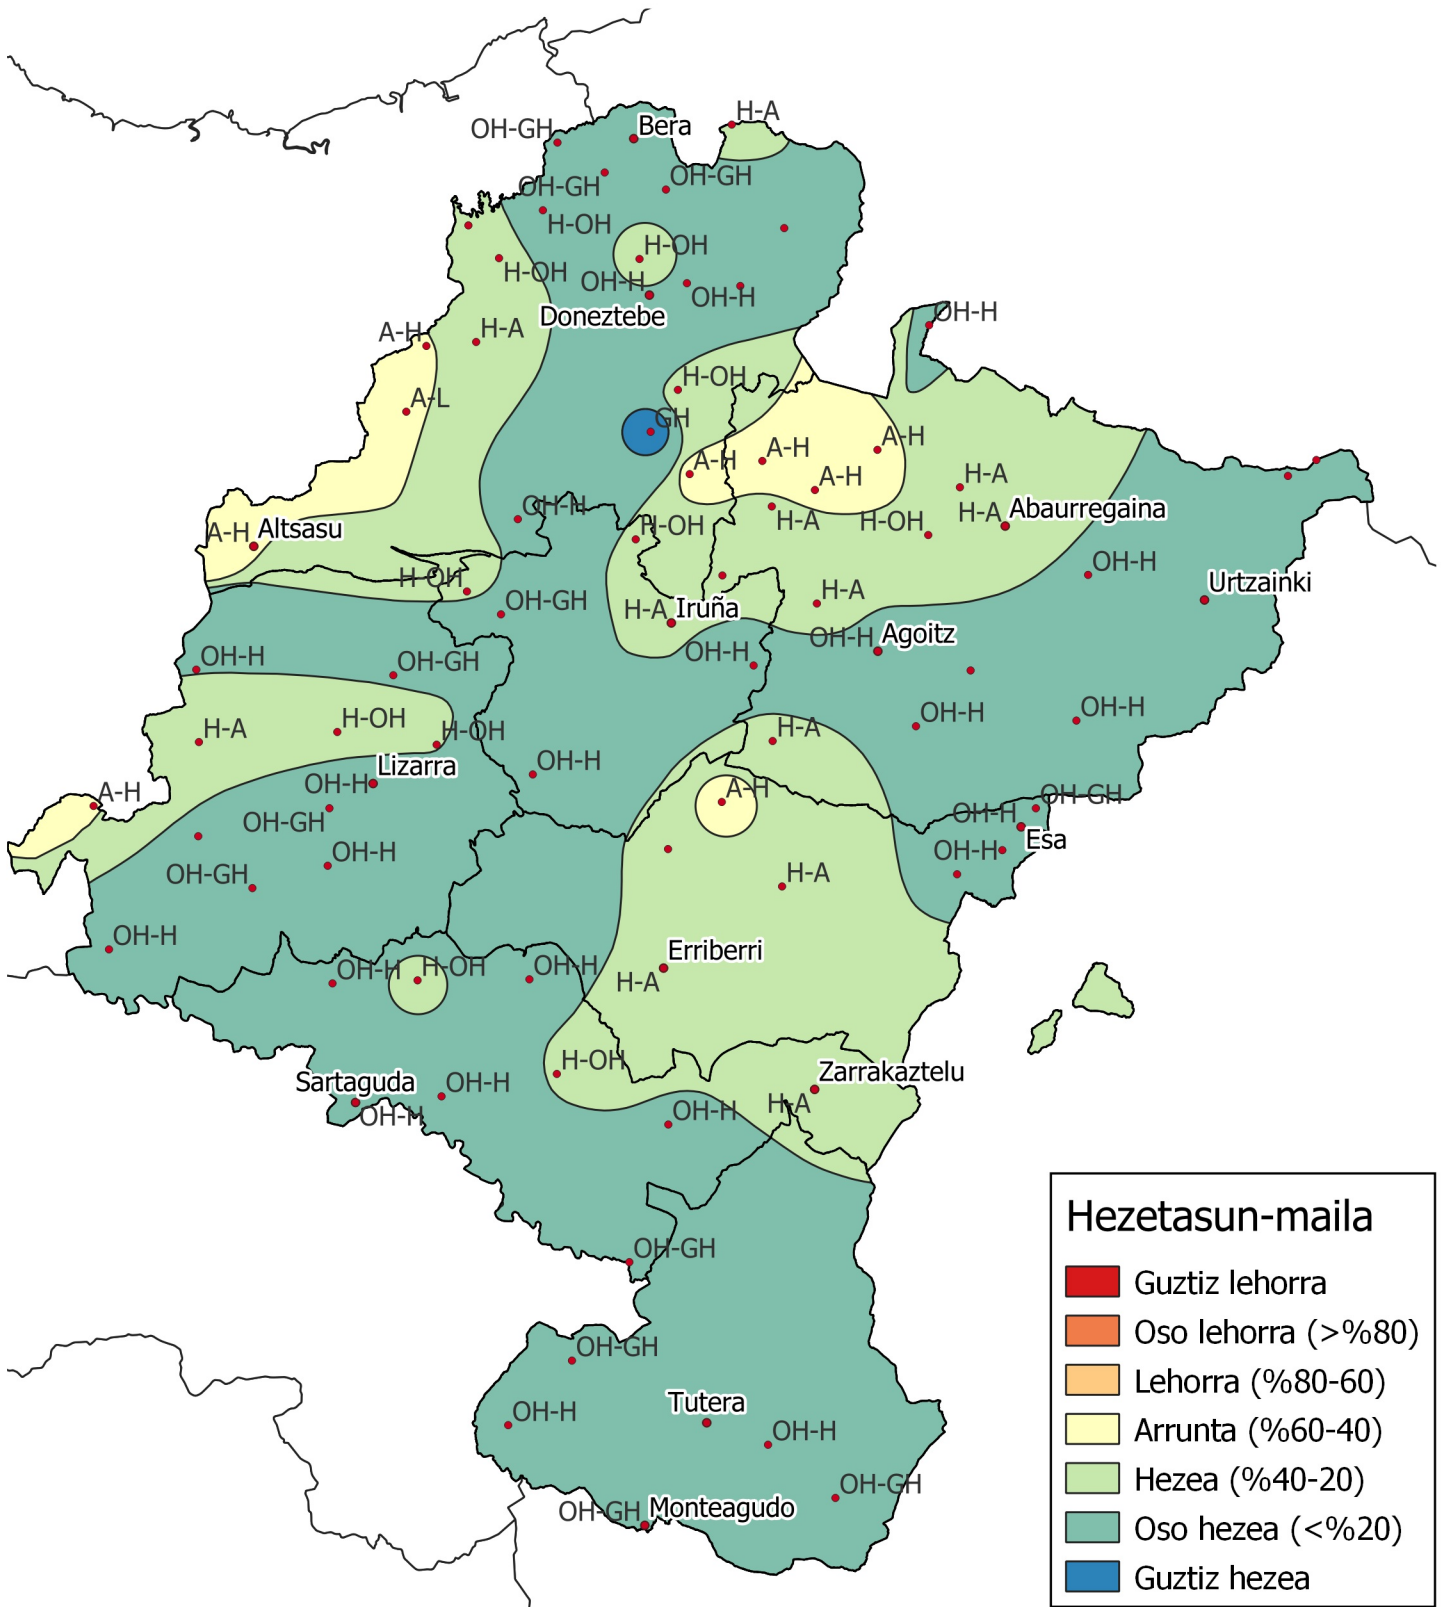 H-A
OH-GH
Bera
OH-GH
OH-GH
H-OH
H-OH
H-OH
OH-H
OH-H
Doneztebe
OH-H
A-H
H-A
H-OH
A-L
GH
A-H
A-H
A-H
A-H
H-A
H-A
Abaurregaina
OH-H
H-OH
H-A
H-OH
A-H
Altsasu
OH-H
H-OH
Urtzainki
OH-GH
H-A
H-A
Iruña
OH-H
Agoitz
OH-H
OH-H
OH-GH
H-A
H-OH
H-OH
OH-H
OH-H
H-A
Lizarra
OH-H
OH-H
A-H
A-H
OH-GH
OH-H
OH-GH
Esa
OH-H
OH-H
OH-GH
H-A
OH-H
Erriberri
OH-H
H-OH
OH-H
H-A
H-OH
Zarrakaztelu
Sartaguda
OH-H
OH-H
OH-H
H-A
OH-GH
OH-GH
Tutera
OH-H
OH-H
OH-GH
OH-GH
Monteagudo
Hezetasun-maila
Guztiz lehorra
Oso lehorra (>%80)
Lehorra (%80-60)
Arrunta (%60-40)
Hezea (%40-20)
Oso hezea (<%20)
Guztiz hezea